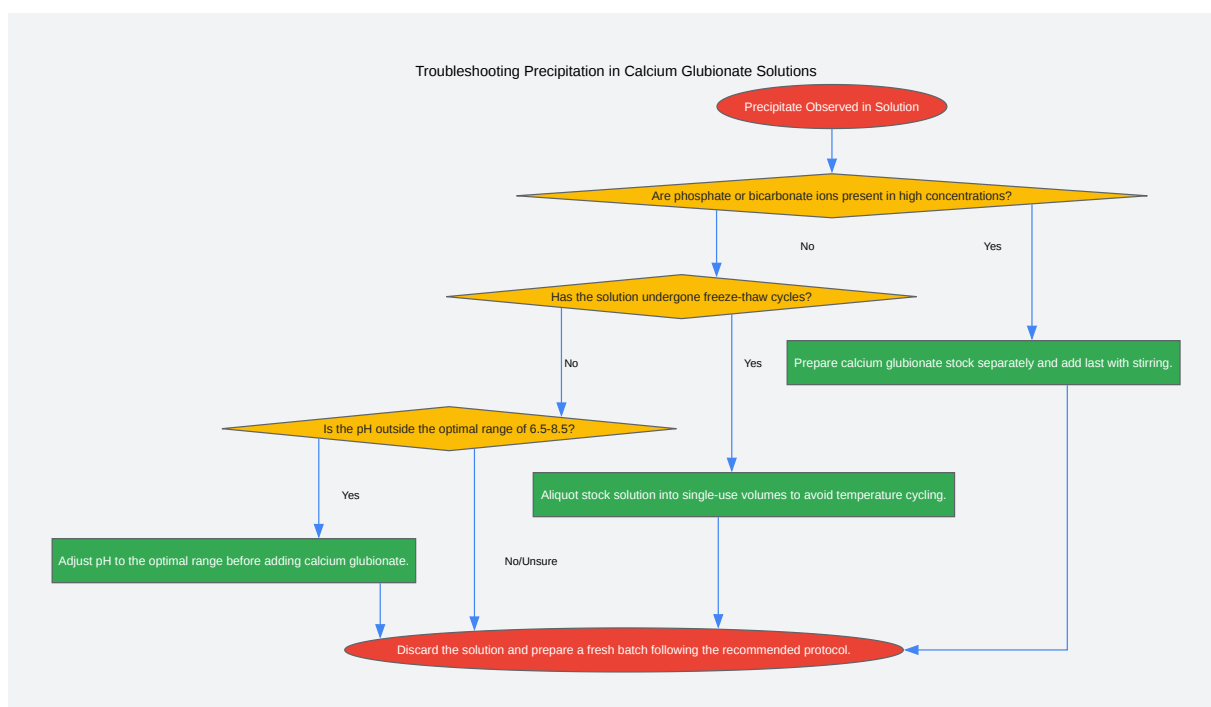 Troubleshooting Precipitation in Calcium Glubionate Solutions
Precipitate Observed in Solution
Are phosphate or bicarbonate ions present in high concentrations?
No
Yes
Has the solution undergone freeze-thaw cycles?
No
Yes
Prepare calcium glubionate stock separately and add last with stirring.
Is the pH outside the optimal range of 6.5-8.5?
Yes
Aliquot stock solution into single-use volumes to avoid temperature cycling.
Adjust pH to the optimal range before adding calcium glubionate.
No/Unsure
Discard the solution and prepare a fresh batch following the recommended protocol.